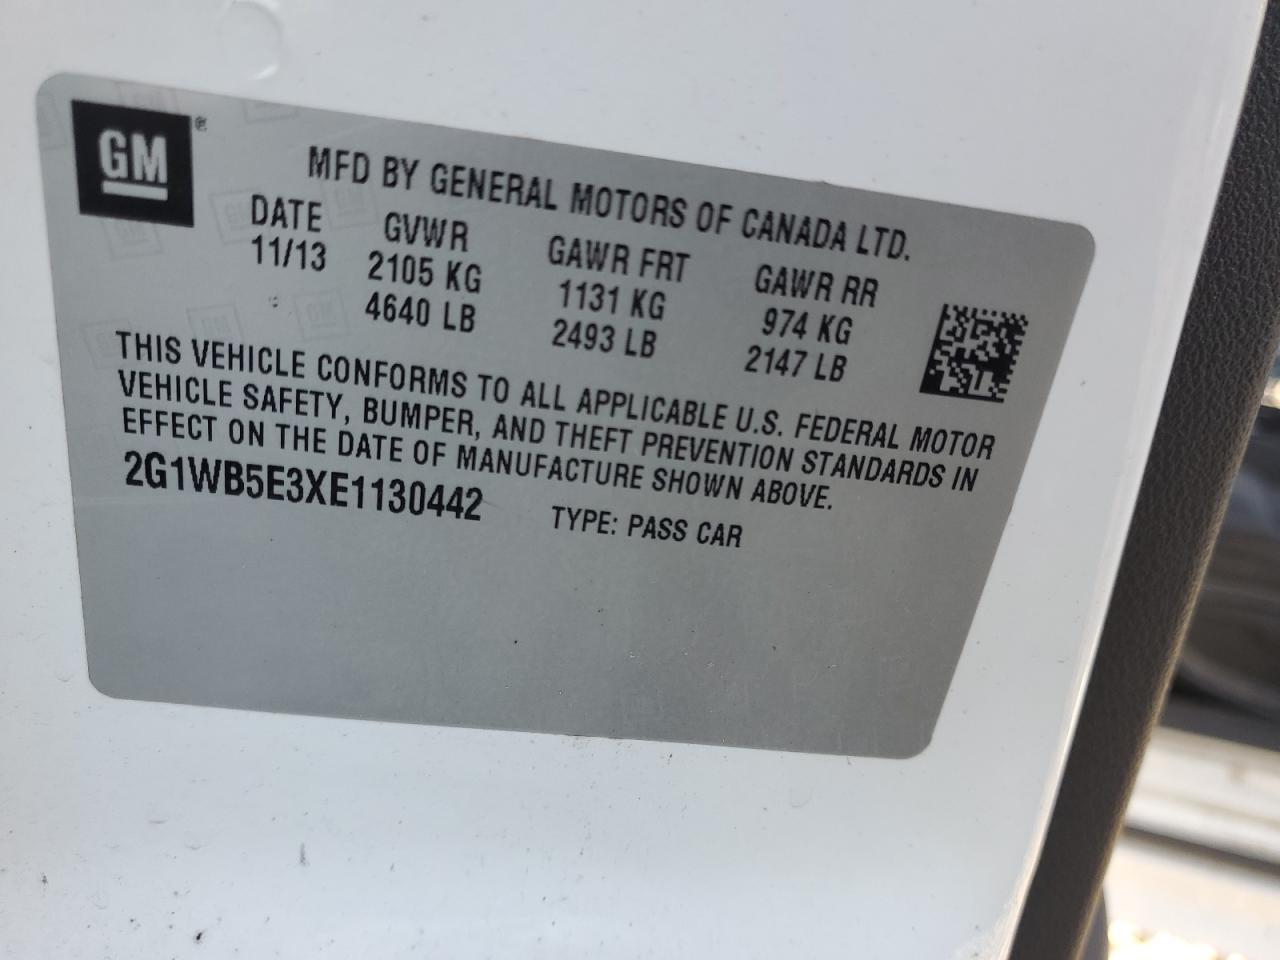 GM®
MFD BY GENERAL MOTORS OF CANADA LTD.
DATE GVWR GAWR FRT GAWR RR
11/13 2105 KG 1131 KG 974 KG
4640 LB 2493 LB 2147 LB
THIS VEHICLE CONFORMS TO ALL APPLICABLE U.S. FEDERAL MOTOR
VEHICLE SAFETY, BUMPER, AND THEFT PREVENTION STANDARDS IN
EFFECT ON THE DATE OF MANUFACTURE SHOWN ABOVE.
2G1WB5E3XE1130442 TYPE: PASS CAR